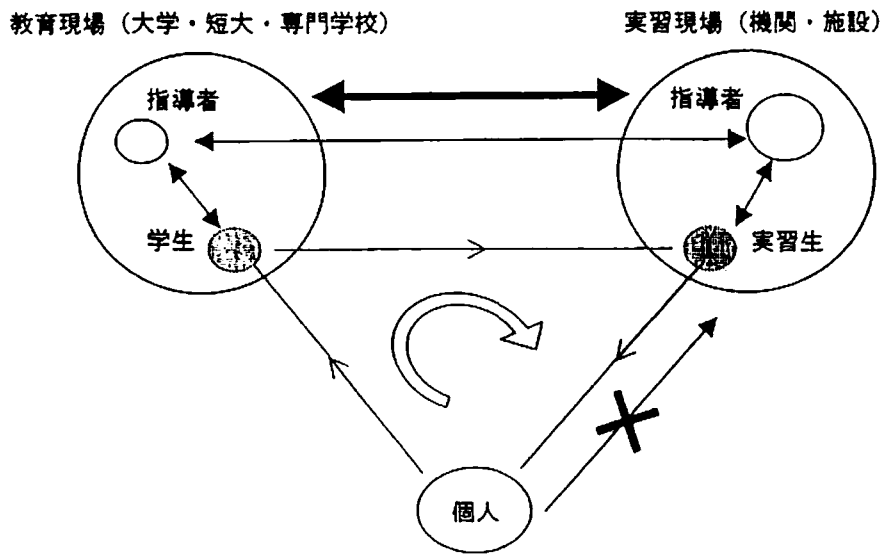 教育現場（大学・短大・専門学校）
実習現場（機関・施設）
指導者
指導者
学生
実習生
個人